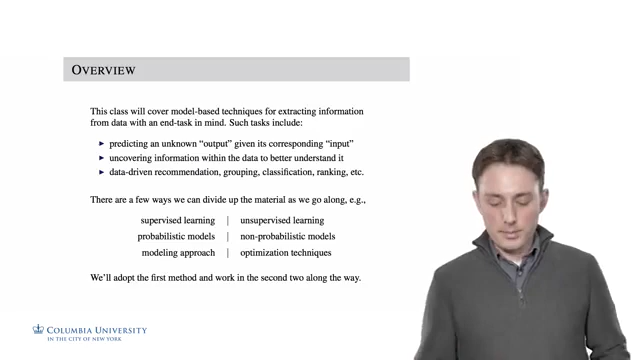 OVERVIEW
This class will cover model-based techniques for extracting information
from data with an end-task in mind. Such tasks include:
▶ predicting an unknown “output” given its corresponding “input”
▶ uncovering information within the data to better understand it
▶ data-driven recommendation, grouping, classification, ranking, etc.
There are a few ways we can divide up the material as we go along, e.g.,
supervised learning | unsupervised learning
probabilistic models | non-probabilistic models
modeling approach | optimization techniques
We’ll adopt the first method and work in the second two along the way.
COLUMBIA UNIVERSITY
IN THE CITY OF NEW YORK